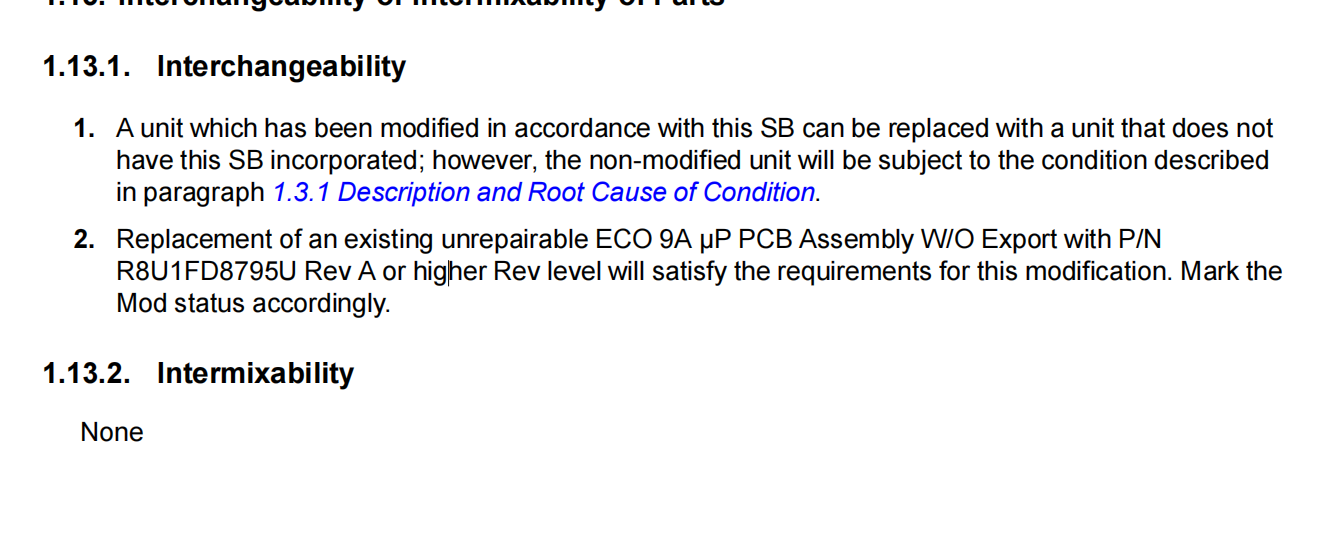 1.13.1. Interchangeability
1. A unit which has been modified in accordance with this SB can be replaced with a unit that does not
have this SB incorporated; however, the non-modified unit will be subject to the condition described
in paragraph 1.3.1 Description and Root Cause of Condition.
2. Replacement of an existing unrepairable ECO 9A µP PCB Assembly W/O Export with P/N
R8U1FD8795U Rev A or higher Rev level will satisfy the requirements for this modification. Mark the
Mod status accordingly.
1.13.2. Intermixability
None